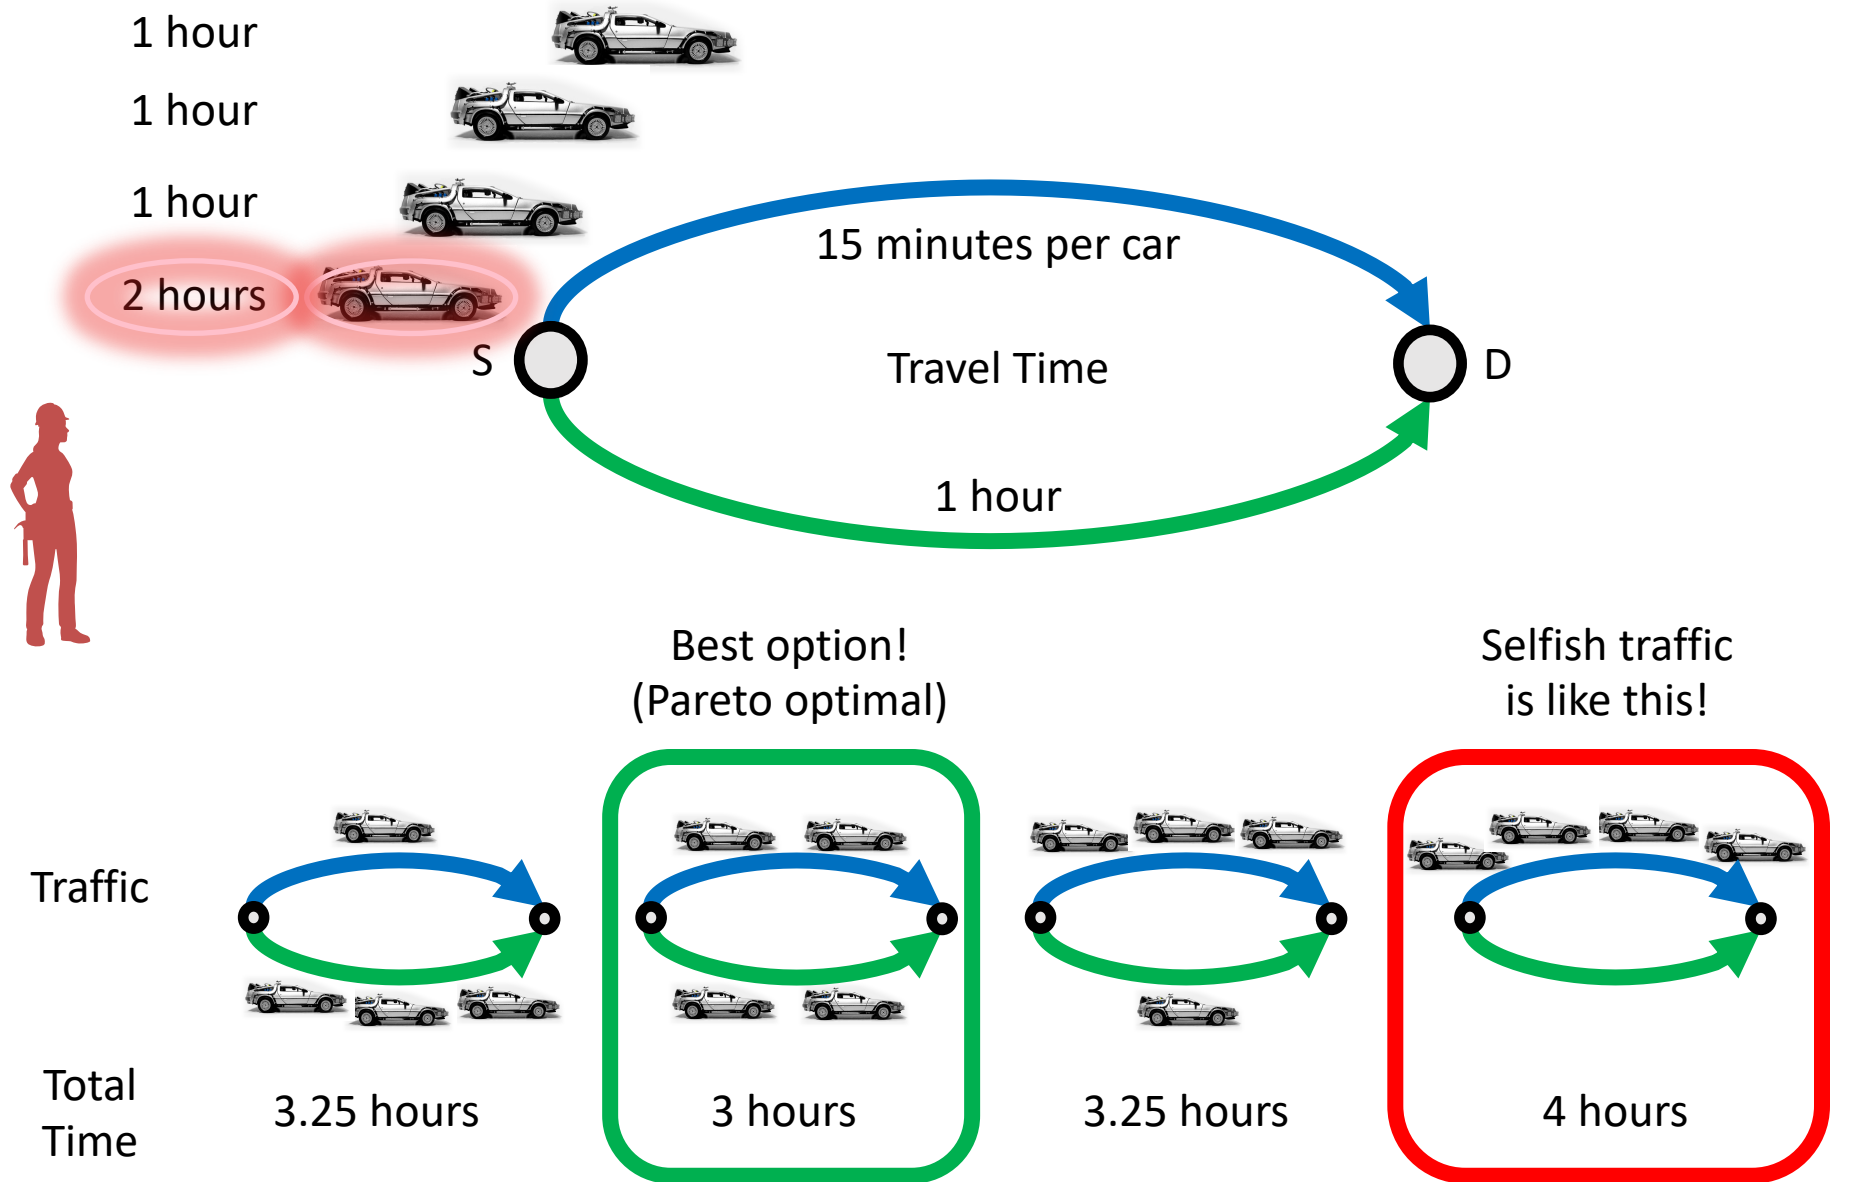 1 hour
1 hour
1 hour
2 hours
15 minutes per car
S
Travel Time
D
1 hour
Best option!
(Pareto optimal)
Selfish traffic
is like this!
Traffic
Total
Time
3.25 hours
3 hours
3.25 hours
4 hours